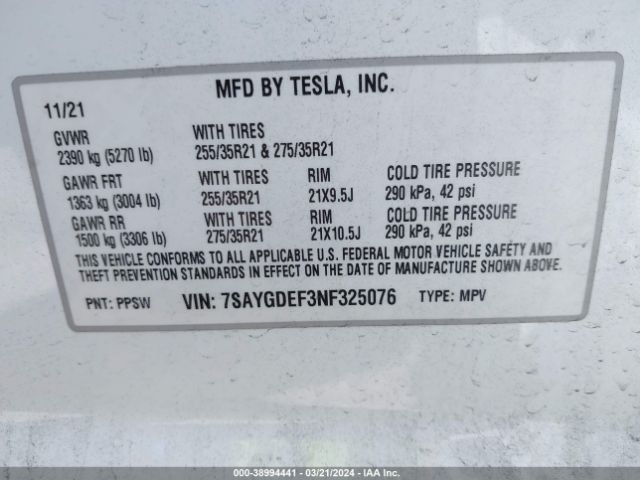 MFD BY TESLA, INC.
11/21
GVWR WITH TIRES
2390 kg (5270 lb) 255/35R21 & 275/35R21
GAWR FRT WITH TIRES RIM COLD TIRE PRESSURE
1363 kg (3004 lb) 255/35R21 21X9.5J 290 kPa, 42 psi
GAWR RR WITH TIRES RIM COLD TIRE PRESSURE
1500 kg (3306 lb) 275/35R21 21X10.5J 290 kPa, 42 psi
THIS VEHICLE CONFORMS TO ALL APPLICABLE U.S. FEDERAL MOTOR VEHICLE SAFETY AND
THEFT PREVENTION STANDARDS IN EFFECT ON THE DATE OF MANUFACTURE SHOWN ABOVE.
PNT: PPSW VIN: 7SAYGDEF3NF325076 TYPE: MPV
000-38994441 - 03/21/2024 - IAA Inc.